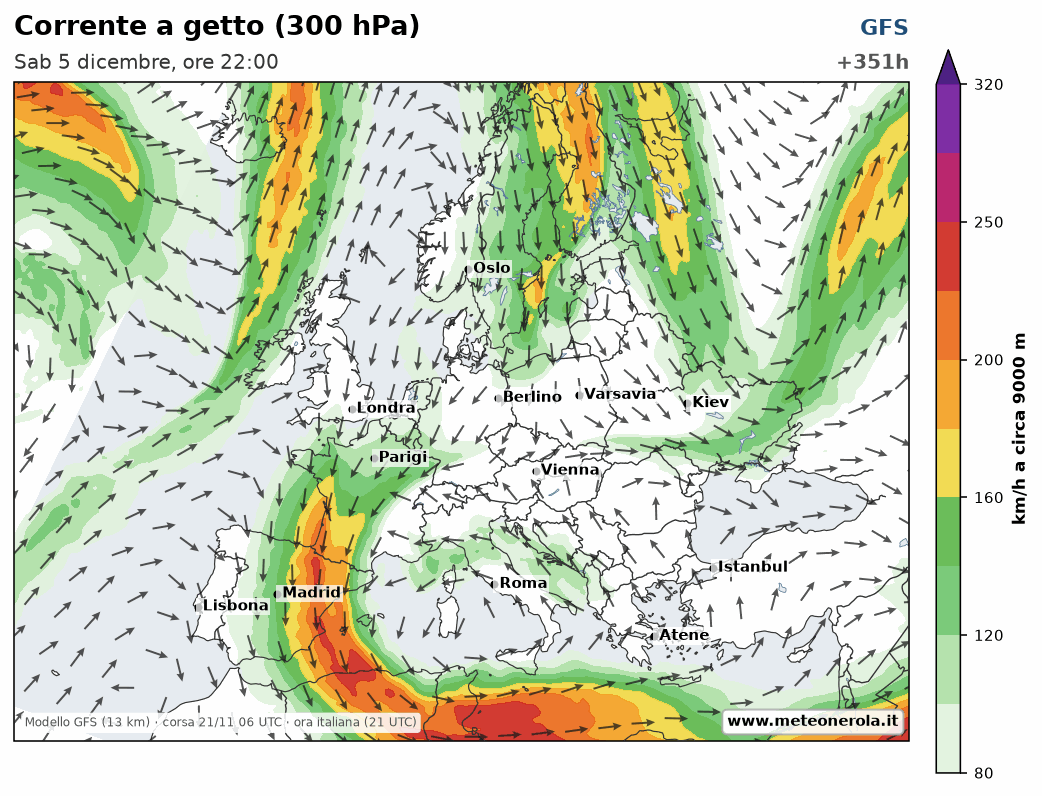 Corrente a getto (300 hPa)
GFS
Sab 5 dicembre, ore 22:00
+351h
320
250
200
160
120
80
km/h a circa 9000 m
Oslo
Berlino
Varsavia
Kiev
Londra
Parigi
Vienna
Istanbul
Roma
Madrid
Lisbona
Atene
Modello GFS (13 km) · corsa 21/11 06 UTC · ora italiana (21 UTC)
www.meteonerola.it